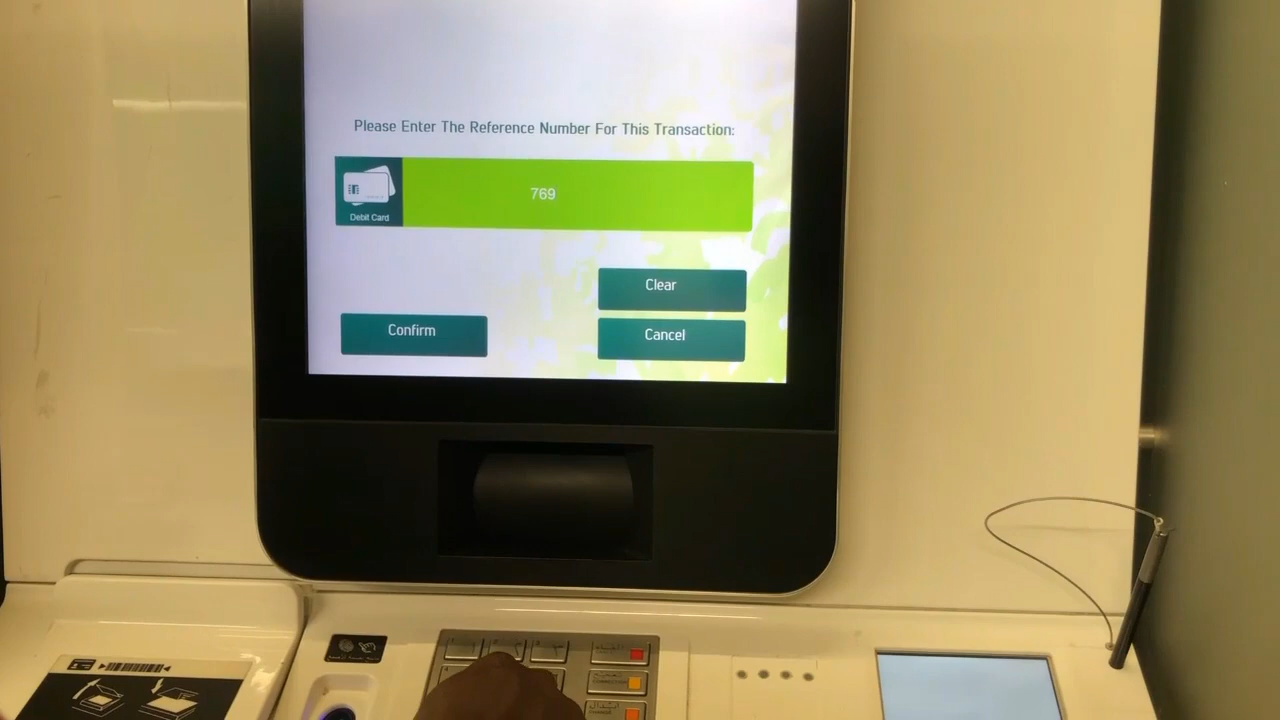 Please Enter The Reference Number For This Transaction:
769
Debit Card
Clear
Confirm
Cancel